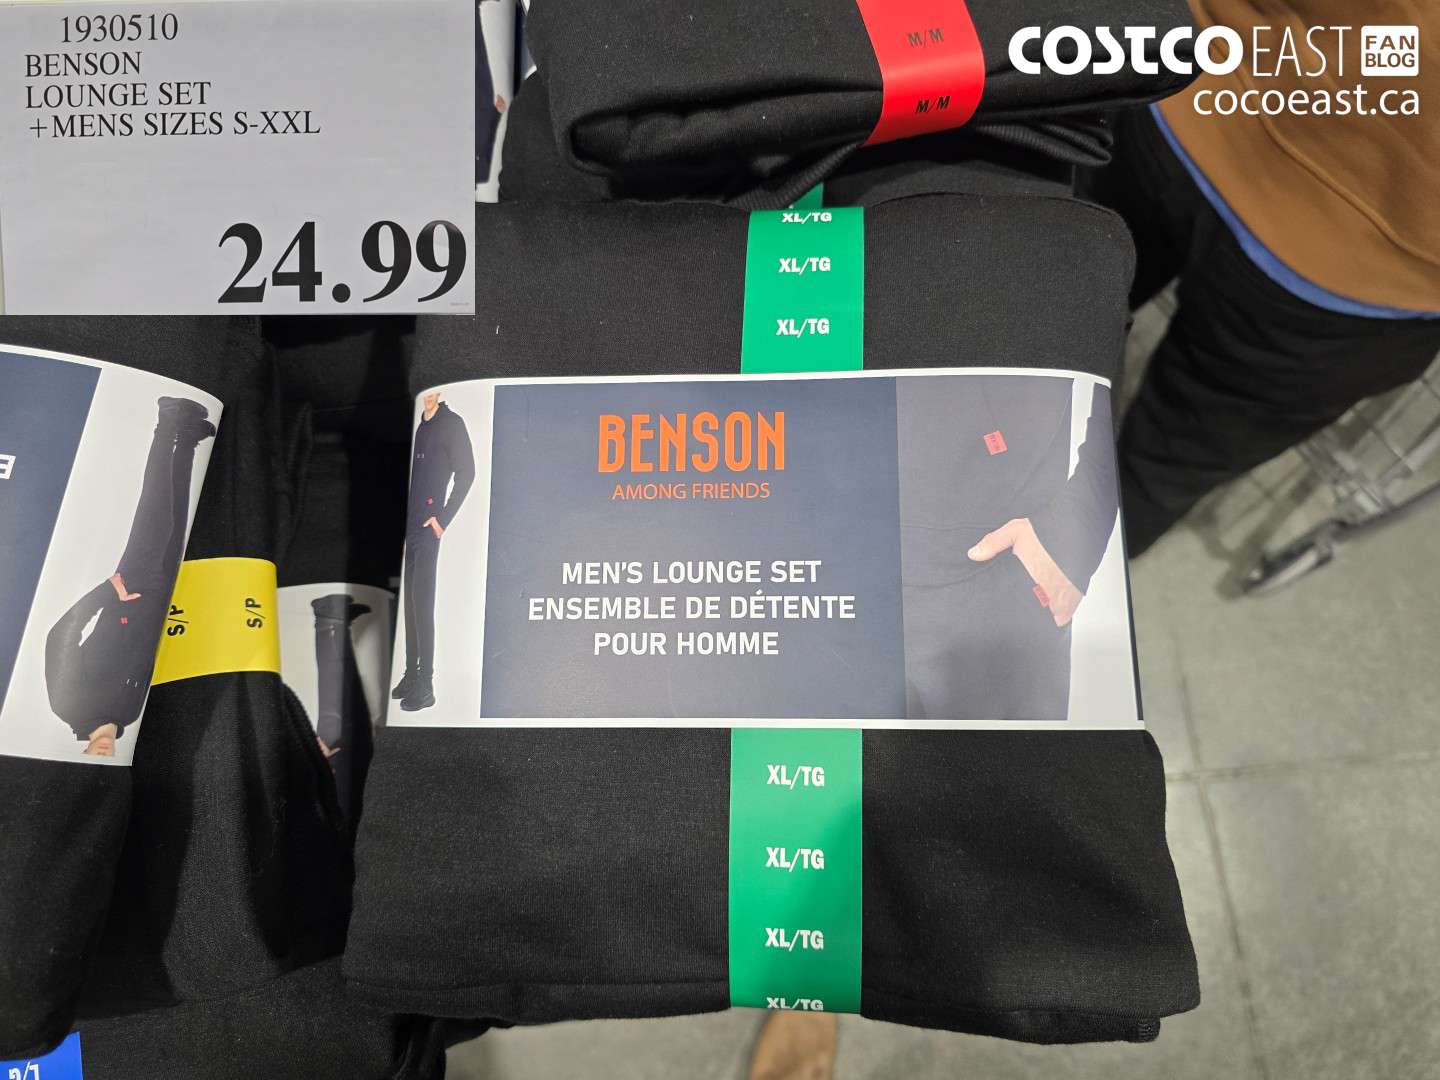 1930510
BENSON
LOUNGE SET
+MENS SIZES S-XXL
24.99
COSTCO EAST FAN BLOG
cocoeast.ca
M/M
M/M
XL/TG
XL/TG
XL/TG
BENSON
AMONG FRIENDS
MEN'S LOUNGE SET
ENSEMBLE DE DÉTENTE
POUR HOMME
S/P
S/P
XL/TG
XL/TG
XL/TG
XL/TG
L/G